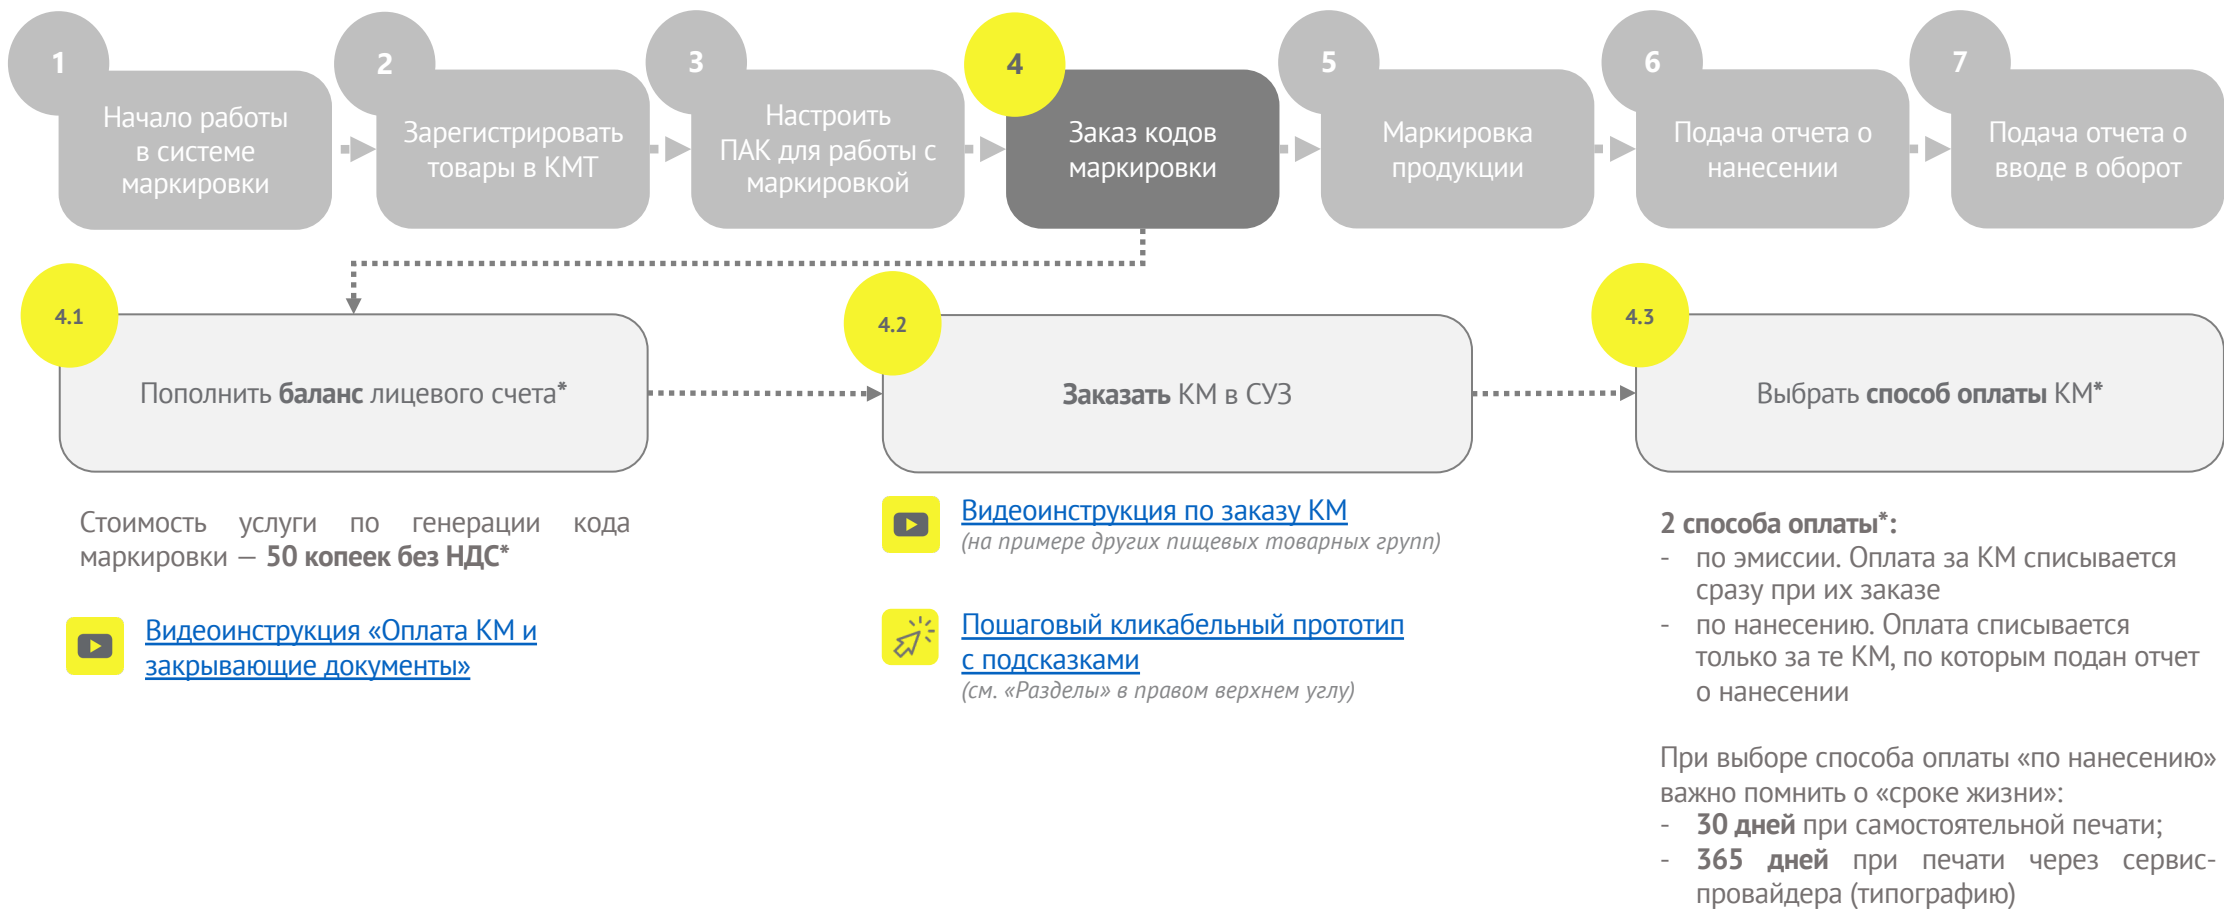 1
Начало работы
в системе
маркировки
2
Зарегистрировать
товары в КМТ
3
Настроить
ПАК для работы с
маркировкой
4
Заказ кодов
маркировки
5
Маркировка
продукции
6
Подача отчета о
нанесении
7
Подача отчета о
вводе в оборот
4.1
Пополнить баланс лицевого счета*
Стоимость услуги по генерации кода
маркировки — 50 копеек без НДС*
Видеоинструкция «Оплата КМ и
закрывающие документы»
4.2
Заказать КМ в СУЗ
Видеоинструкция по заказу КМ
(на примере других пищевых товарных групп)
Пошаговый кликабельный прототип
с подсказками
(см. «Разделы» в правом верхнем углу)
4.3
Выбрать способ оплаты КМ*
2 способа оплаты*:
- по эмиссии. Оплата за КМ списывается
сразу при их заказе
- по нанесению. Оплата списывается
только за те КМ, по которым подан отчет
о нанесении
При выборе способа оплаты «по нанесению»
важно помнить о «сроке жизни»:
- 30 дней при самостоятельной печати;
- 365 дней при печати через сервис-
провайдера (типографию)